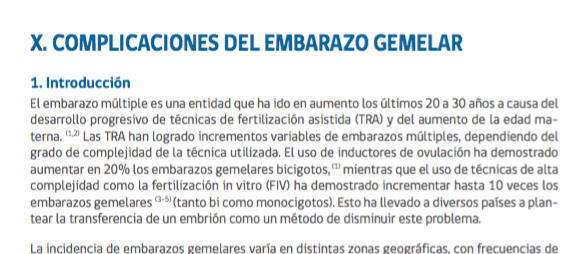 X. COMPLICACIONES DEL EMBARAZO GEMELAR
1. Introducción
El embarazo múltiple es una entidad que ha ido en aumento los últimos 20 a 30 años a causa del
desarrollo progresivo de técnicas de fertilización asistida (TRA) y del aumento de la edad ma-
terna. (1,2) Las TRA han logrado incrementos variables de embarazos múltiples, dependiendo del
grado de complejidad de la técnica utilizada. El uso de inductores de ovulación ha demostrado
aumentar en 20% los embarazos gemelares bicigotos, (1) mientras que el uso de técnicas de alta
complejidad como la fertilización in vitro (FIV) ha demostrado incrementar hasta 10 veces los
embarazos gemelares (3-5) (tanto bi como monocigotos). Esto ha llevado a diversos países a plan-
tear la transferencia de un embrión como un método de disminuir este problema.
La incidencia de embarazos gemelares varía en distintas zonas geográficas, con frecuencias de